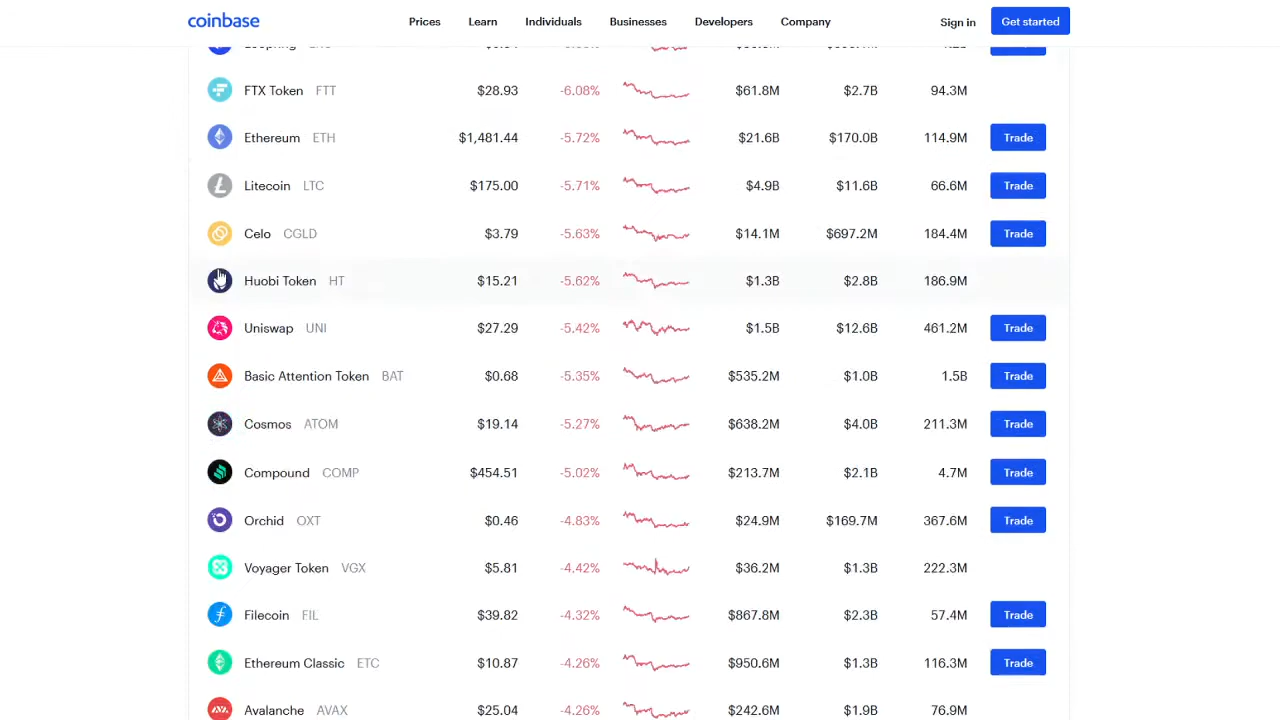 coinbase Prices Learn Individuals Businesses Developers Company Sign in Get started
FTX Token FTT $28.93 -6.08% $61.8M $2.7B 94.3M
Ethereum ETH $1,481.44 -5.72% $21.6B $170.0B 114.9M Trade
Litecoin LTC $175.00 -5.71% $4.9B $11.6B 66.6M Trade
Celo CGLD $3.79 -5.63% $14.1M $697.2M 184.4M Trade
Huobi Token HT $15.21 -5.62% $1.3B $2.8B 186.9M
Uniswap UNI $27.29 -5.42% $1.5B $12.6B 461.2M Trade
Basic Attention Token BAT $0.68 -5.35% $535.2M $1.0B 1.5B Trade
Cosmos ATOM $19.14 -5.27% $638.2M $4.0B 211.3M Trade
Compound COMP $454.51 -5.02% $213.7M $2.1B 4.7M Trade
Orchid OXT $0.46 -4.83% $24.9M $169.7M 367.6M Trade
Voyager Token VGX $5.81 -4.42% $36.2M $1.3B 222.3M
Filecoin FIL $39.82 -4.32% $867.8M $2.3B 57.4M Trade
Ethereum Classic ETC $10.87 -4.26% $950.6M $1.3B 116.3M Trade
Avalanche AVAX $25.04 -4.26% $242.6M $1.9B 76.9M